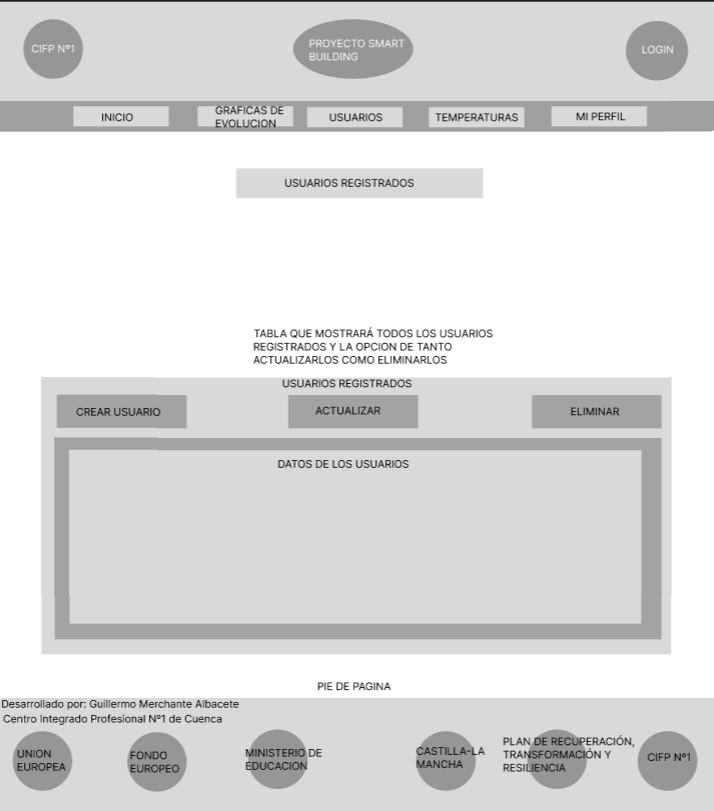 CIFP Nº1
PROYECTO SMART
BUILDING
LOGIN
INICIO
GRAFICAS DE
EVOLUCION
USUARIOS
TEMPERATURAS
MI PERFIL
USUARIOS REGISTRADOS
TABLA QUE MOSTRARÁ TODOS LOS USUARIOS
REGISTRADOS Y LA OPCION DE TANTO
ACTUALIZARLOS COMO ELIMINARLOS
USUARIOS REGISTRADOS
CREAR USUARIO
ACTUALIZAR
ELIMINAR
DATOS DE LOS USUARIOS
PIE DE PAGINA
Desarrollado por: Guillermo Merchante Albacete
Centro Integrado Profesional Nº1 de Cuenca
UNION
EUROPEA
FONDO
EUROPEO
MINISTERIO DE
EDUCACION
CASTILLA-LA
MANCHA
PLAN DE RECUPERACIÓN,
TRANSFORMACIÓN Y
RESILIENCIA
CIFP Nº1